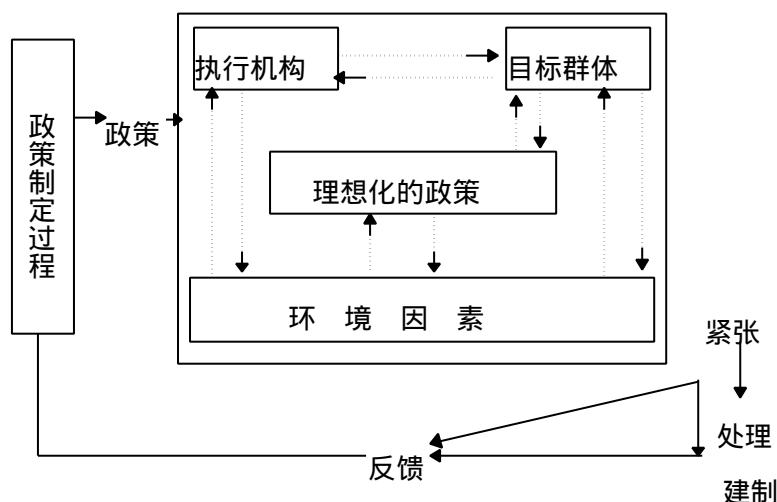 执行机构
目标群体
政策制定过程
政策
理想化的政策
环 境 因 素
紧张
处理
反馈
建制